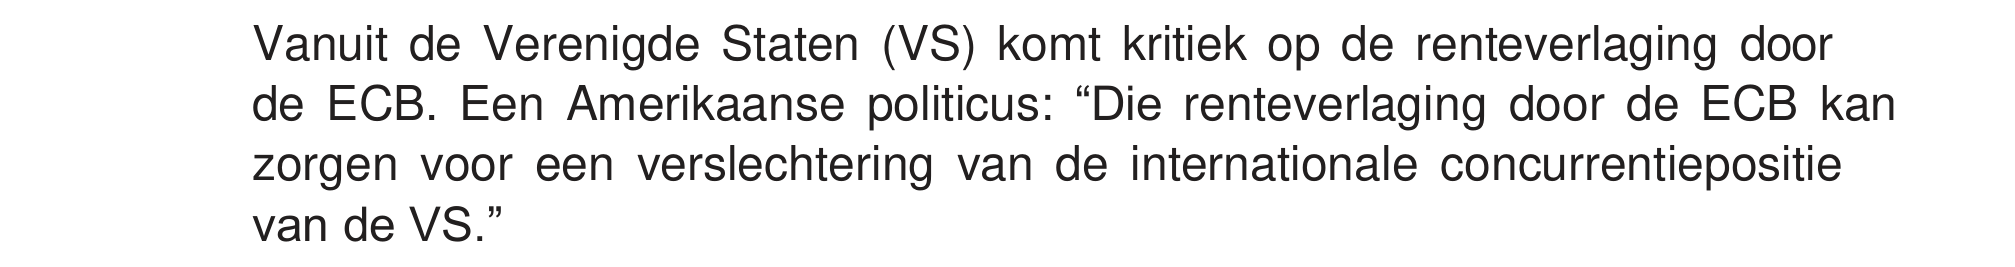 Vanuit de Verenigde Staten (VS) komt kritiek op de renteverlaging door
de ECB. Een Amerikaanse politicus: “Die renteverlaging door de ECB kan
zorgen voor een verslechtering van de internationale concurrentiepositie
van de VS.”